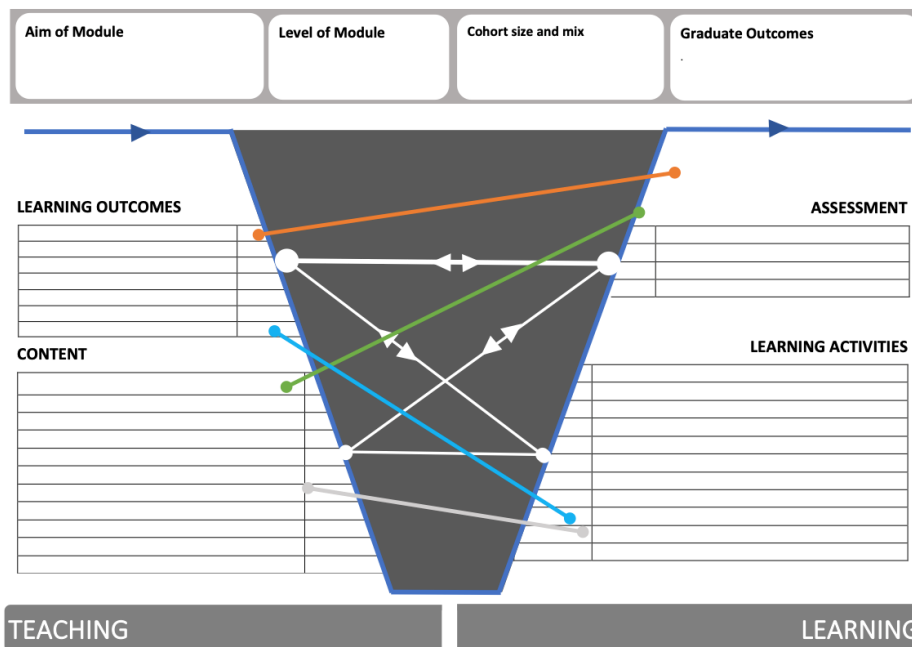 Aim of Module
Level of Module
Cohort size and mix
Graduate Outcomes
.
LEARNING OUTCOMES
ASSESSMENT
CONTENT
LEARNING ACTIVITIES
TEACHING
LEARNING